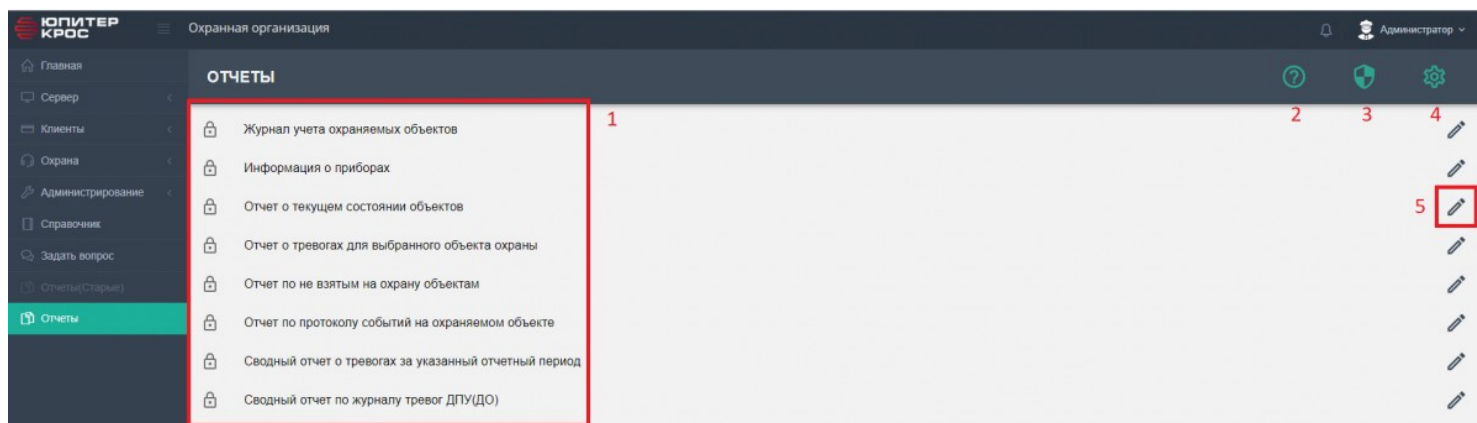 ЮПИТЕР
КРОС
Охранная организация
Администратор
Главная
Сервер
Клиенты
Охрана
Администрирование
Справочник
Задать вопрос
Отчеты(Старые)
Отчеты
ОТЧЕТЫ
2
3
4
1
Журнал учета охраняемых объектов
Информация о приборах
Отчет о текущем состоянии объектов
5
Отчет о тревогах для выбранного объекта охраны
Отчет по не взятым на охрану объектам
Отчет по протоколу событий на охраняемом объекте
Сводный отчет о тревогах за указанный отчетный период
Сводный отчет по журналу тревог ДПУ(ДО)